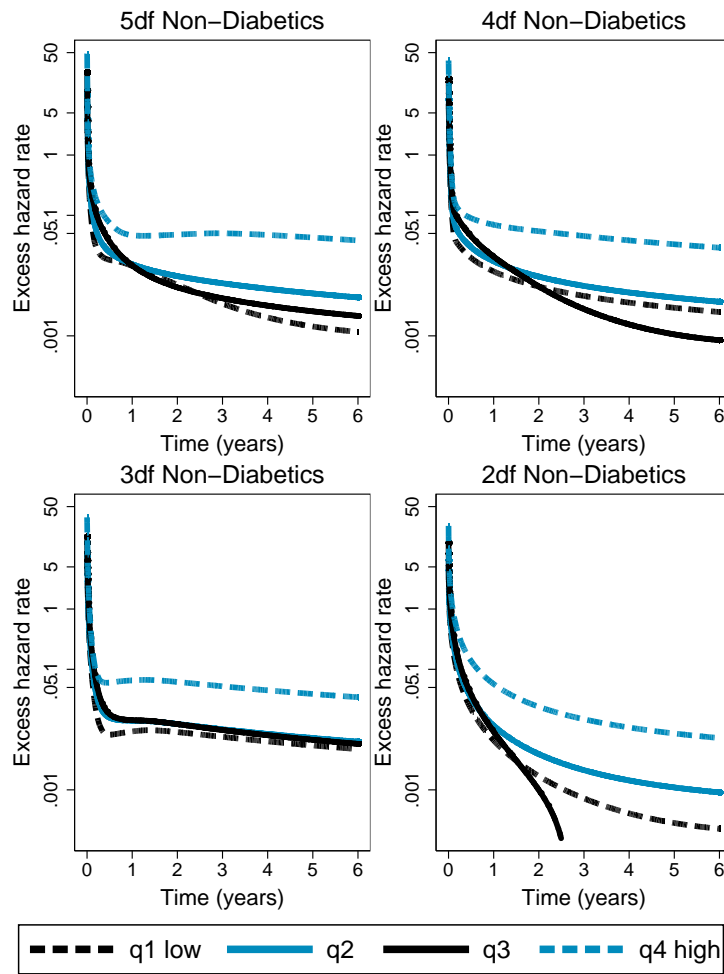 5df Non−Diabetics
4df Non−Diabetics
Excess hazard rate
50
5
1
.05.1
.001
0 1 2 3 4 5 6
Time (years)
Excess hazard rate
50
5
1
.05.1
.001
0 1 2 3 4 5 6
Time (years)
3df Non−Diabetics
2df Non−Diabetics
Excess hazard rate
50
5
1
.05.1
.001
0 1 2 3 4 5 6
Time (years)
Excess hazard rate
50
5
1
.05.1
.001
0 1 2 3 4 5 6
Time (years)
q1 low q2 q3 q4 high